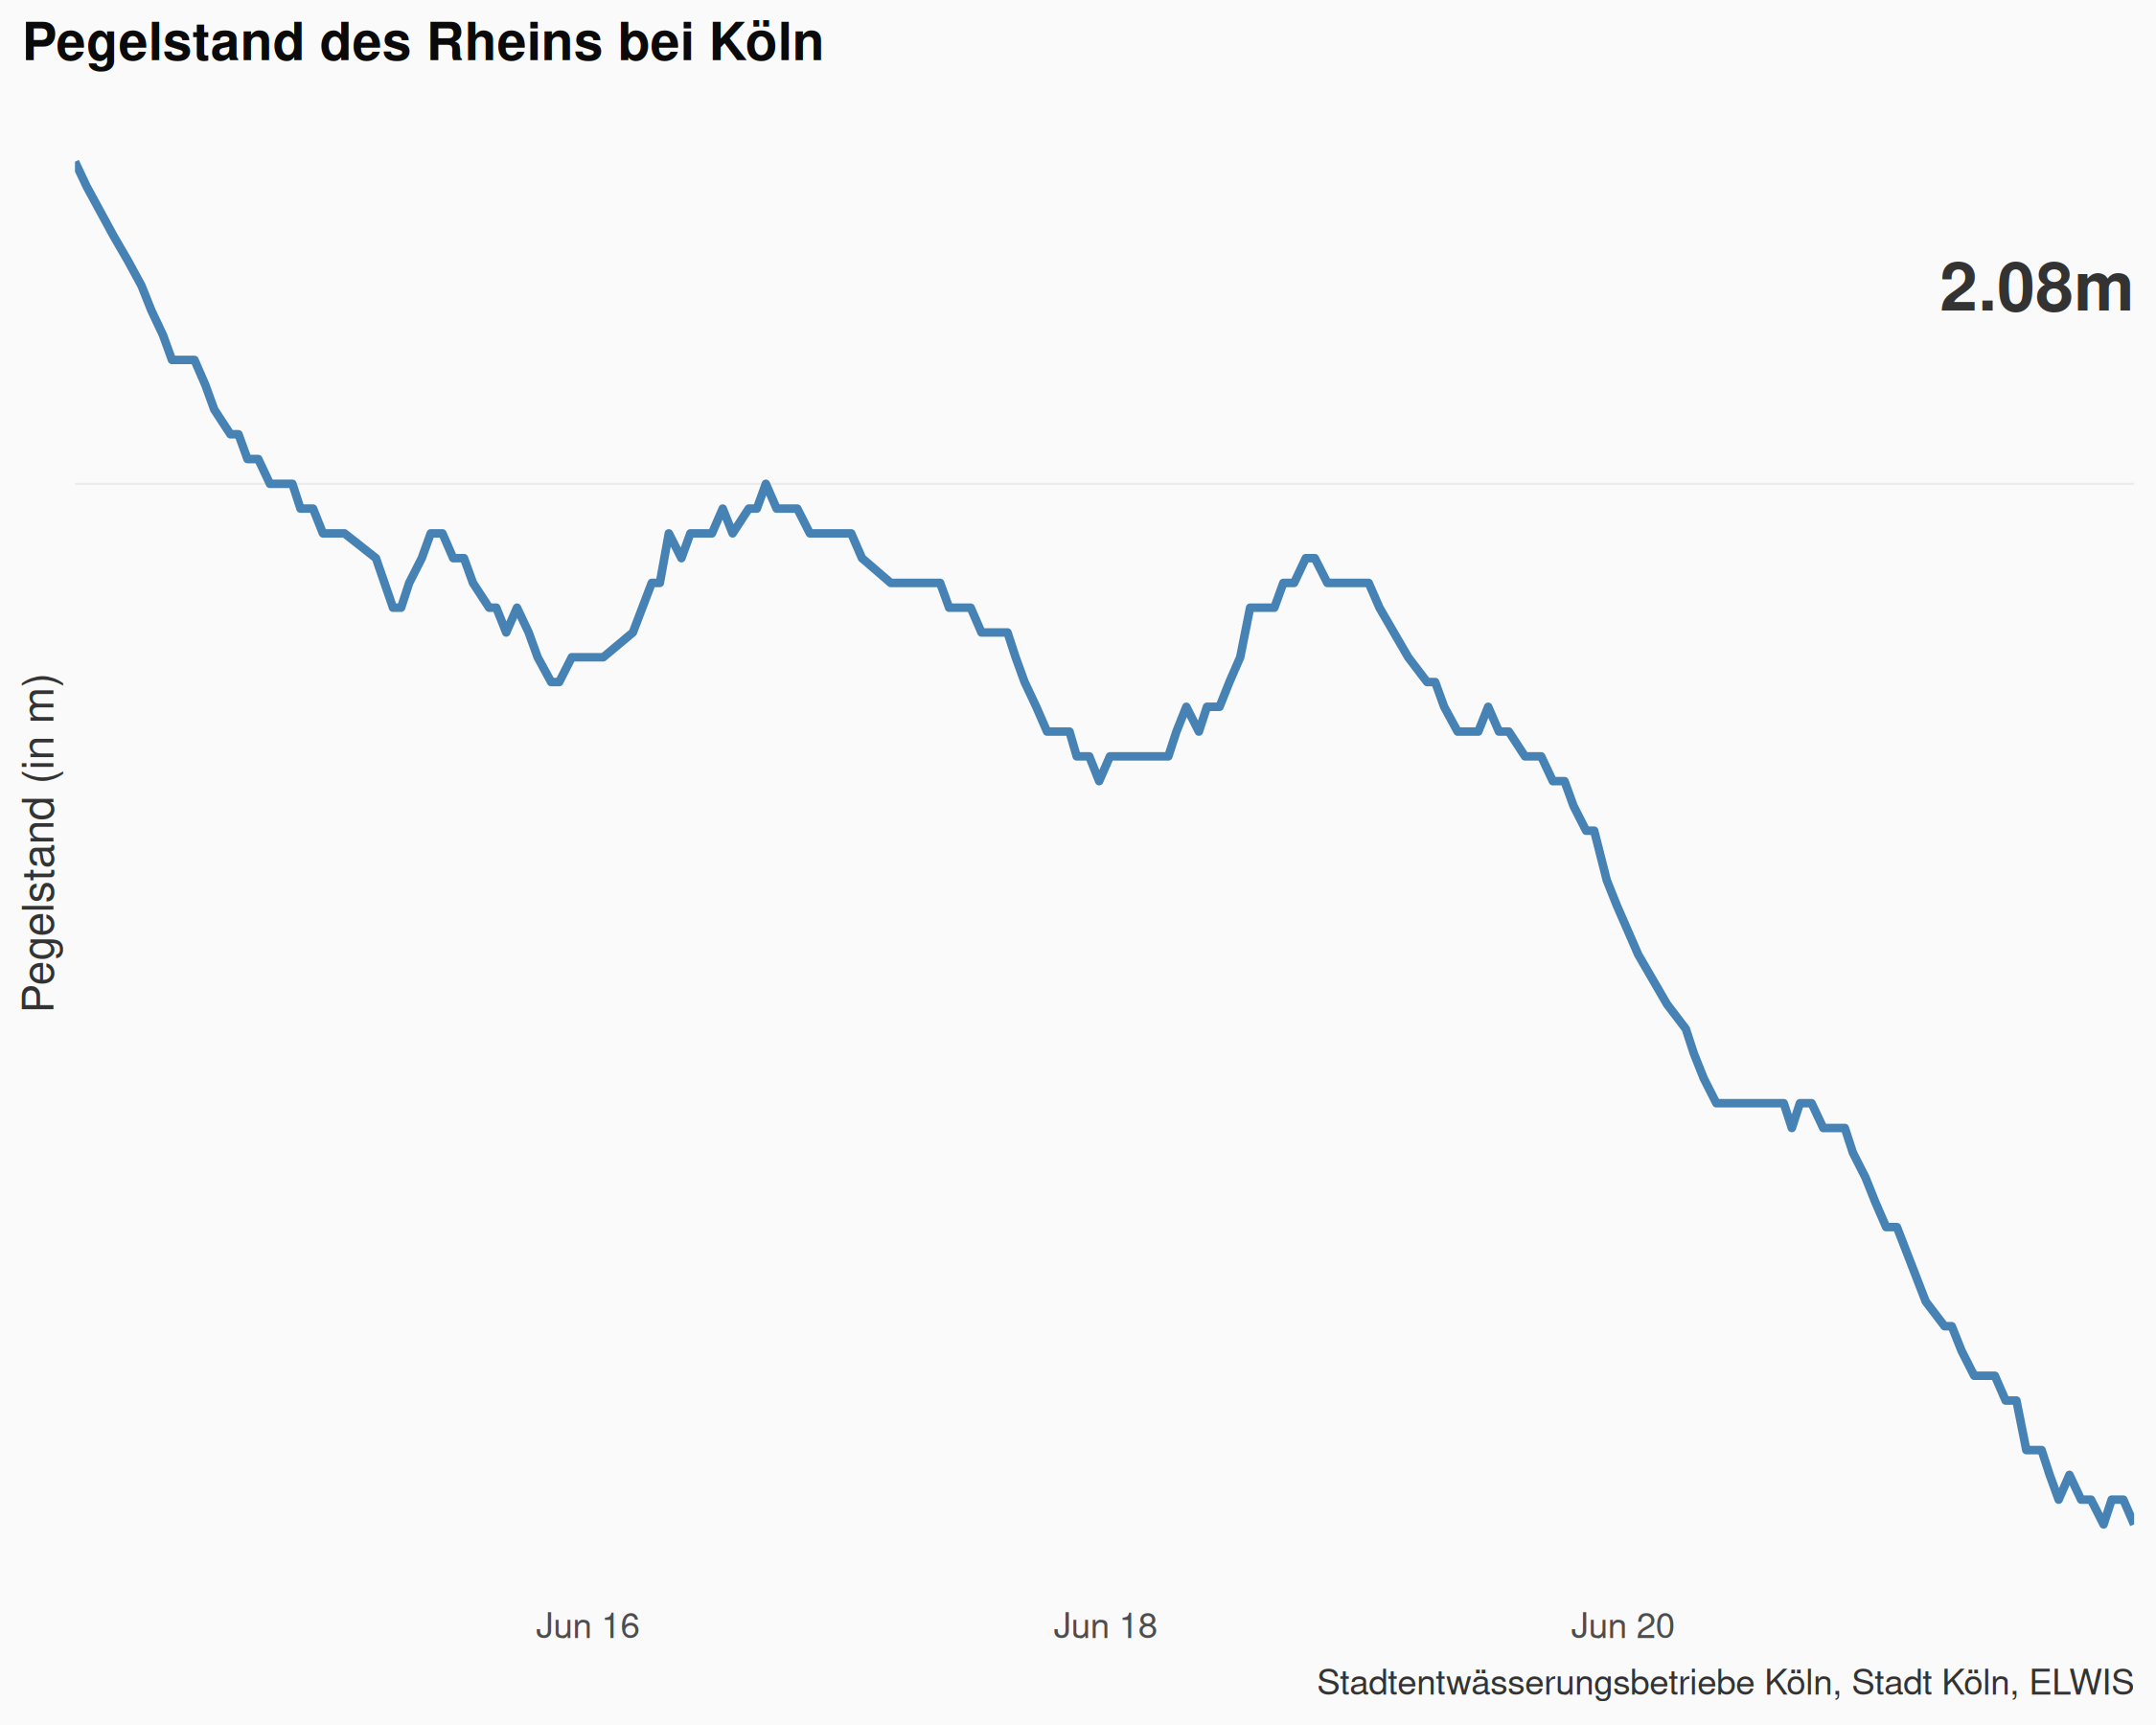 Pegelstand des Rheins bei Köln
2.08m
Pegelstand (in m)
Jun 16
Jun 18
Jun 20
Stadtentwässerungsbetriebe Köln, Stadt Köln, ELWIS